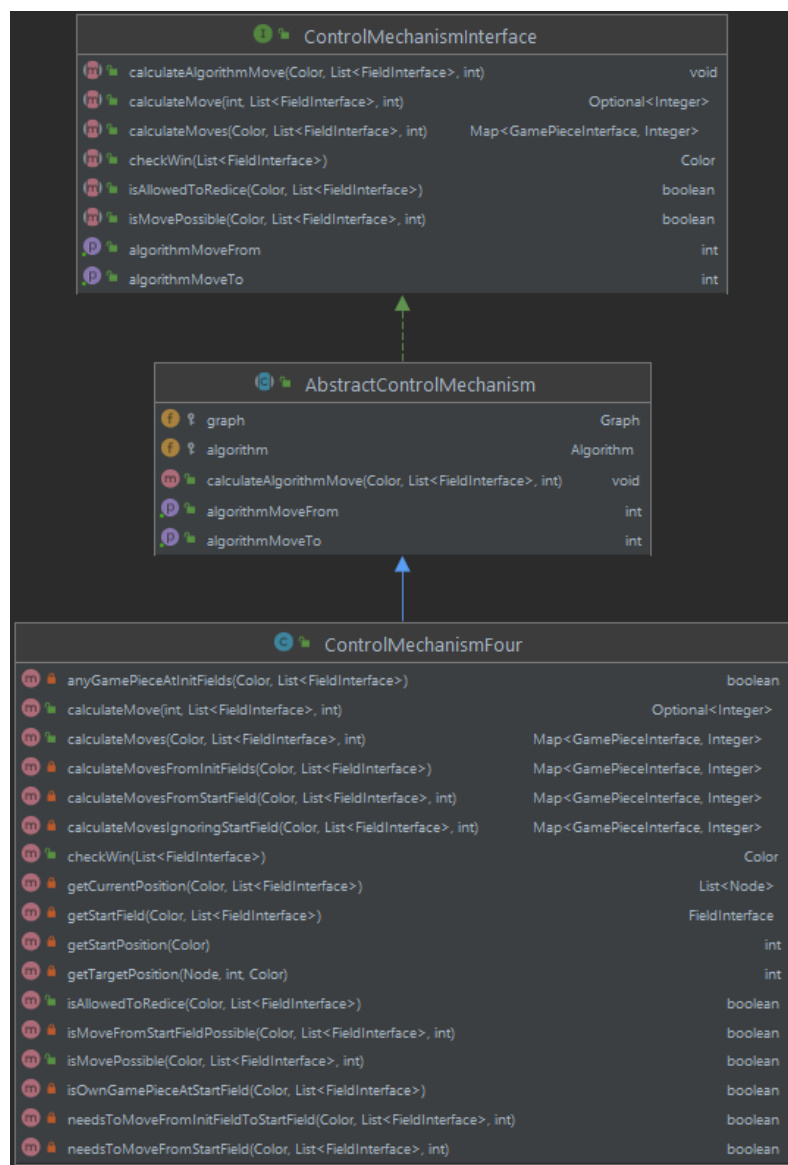 ControlMechanismInterface
calculateAlgorithmMove(Color, List<FieldInterface>, int) void
calculateMove(int, List<FieldInterface>, int) Optional<Integer>
calculateMoves(Color, List<FieldInterface>, int) Map<GamePieceInterface, Integer>
checkWin(List<FieldInterface>) Color
isAllowedToRedice(Color, List<FieldInterface>) boolean
isMovePossible(Color, List<FieldInterface>, int) boolean
algorithmMoveFrom int
algorithmMoveTo int
AbstractControlMechanism
graph Graph
algorithm Algorithm
calculateAlgorithmMove(Color, List<FieldInterface>, int) void
algorithmMoveFrom int
algorithmMoveTo int
ControlMechanismFour
anyGamePieceAtInitFields(Color, List<FieldInterface>) boolean
calculateMove(int, List<FieldInterface>, int) Optional<Integer>
calculateMoves(Color, List<FieldInterface>, int) Map<GamePieceInterface, Integer>
calculateMovesFromInitFields(Color, List<FieldInterface>) Map<GamePieceInterface, Integer>
calculateMovesFromStartField(Color, List<FieldInterface>, int) Map<GamePieceInterface, Integer>
calculateMovesIgnoringStartField(Color, List<FieldInterface>, int) Map<GamePieceInterface, Integer>
checkWin(List<FieldInterface>) Color
getCurrentPosition(Color, List<FieldInterface>) List<Node>
getStartField(Color, List<FieldInterface>) FieldInterface
getStartPosition(Color) int
getTargetPosition(Node, int, Color) int
isAllowedToRedice(Color, List<FieldInterface>) boolean
isMoveFromStartFieldPossible(Color, List<FieldInterface>, int) boolean
isMovePossible(Color, List<FieldInterface>, int) boolean
isOwnGamePieceAtStartField(Color, List<FieldInterface>) boolean
needsToMoveFromInitFieldToStartField(Color, List<FieldInterface>, int) boolean
needsToMoveFromStartField(Color, List<FieldInterface>, int) boolean